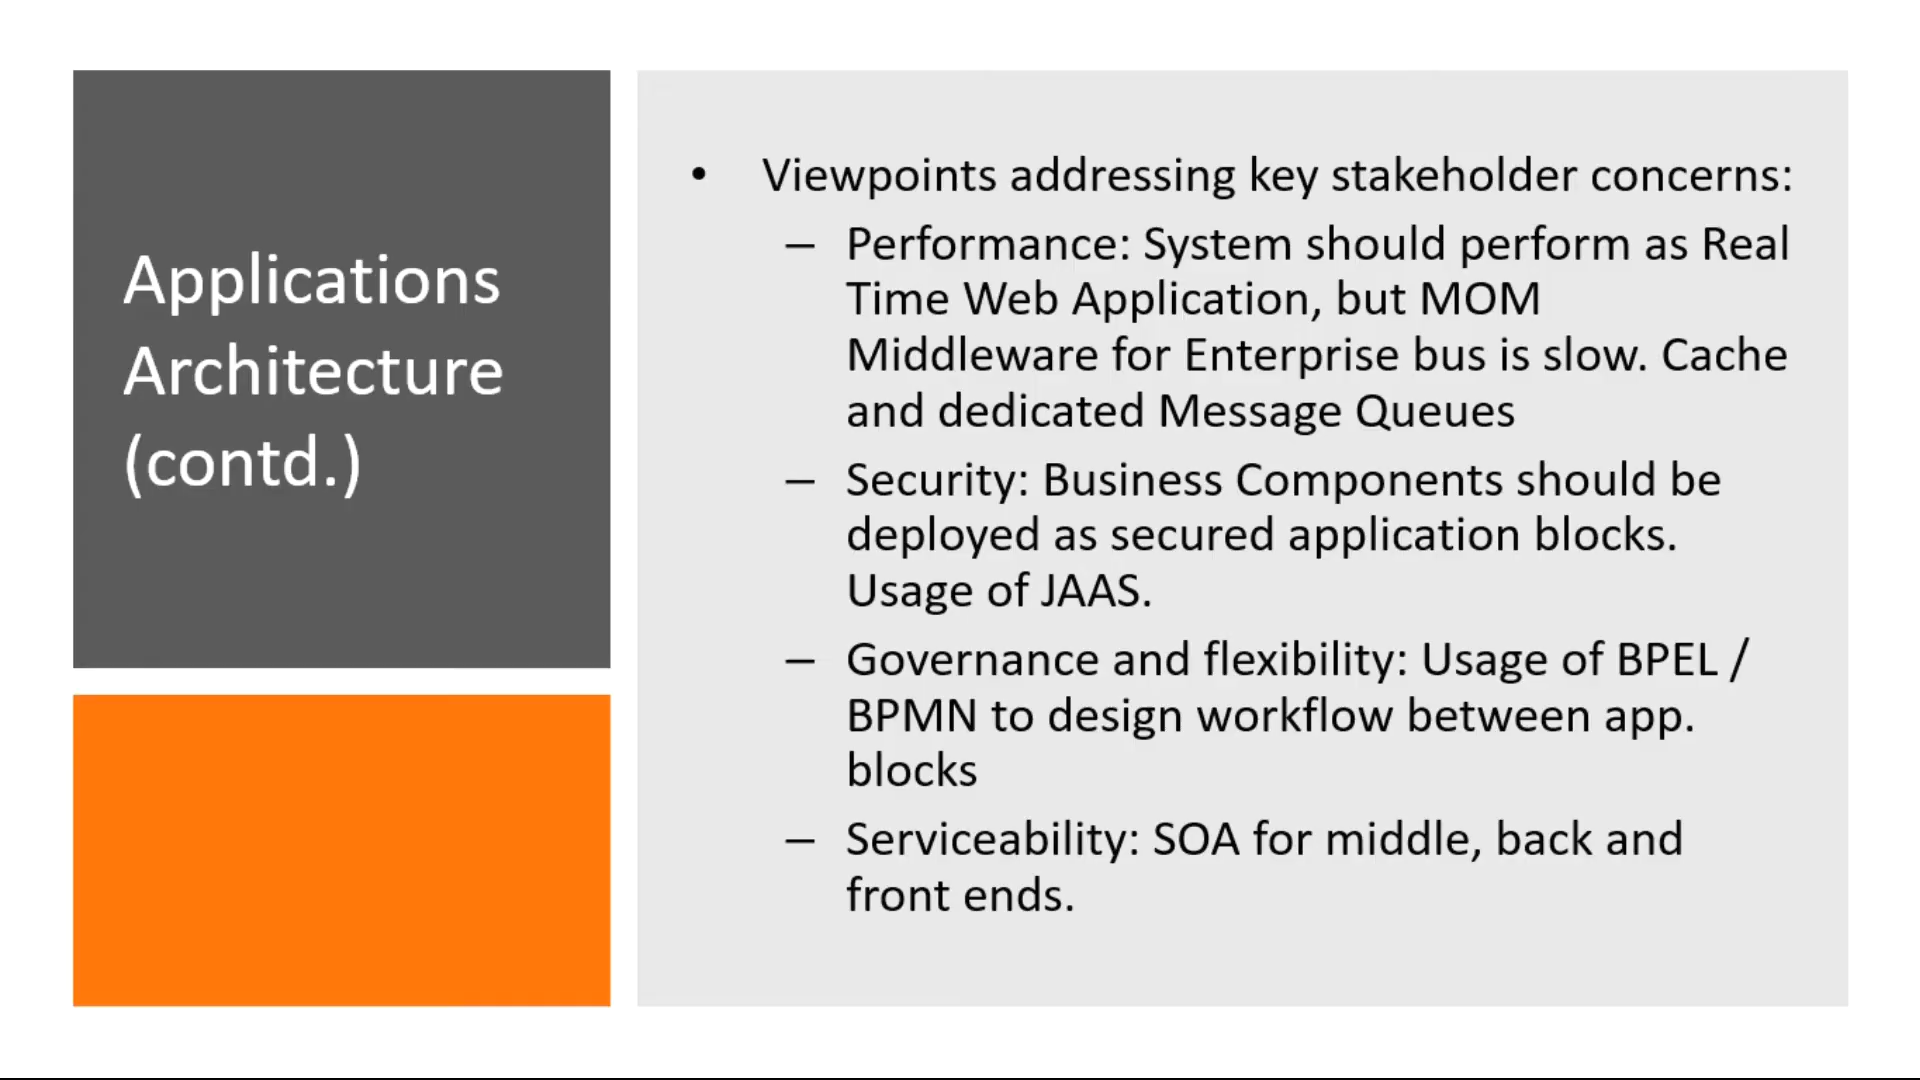 Applications
Architecture
(contd.)
• Viewpoints addressing key stakeholder concerns:
– Performance: System should perform as Real
Time Web Application, but MOM
Middleware for Enterprise bus is slow. Cache
and dedicated Message Queues
– Security: Business Components should be
deployed as secured application blocks.
Usage of JAAS.
– Governance and flexibility: Usage of BPEL /
BPMN to design workflow between app.
blocks
– Serviceability: SOA for middle, back and
front ends.